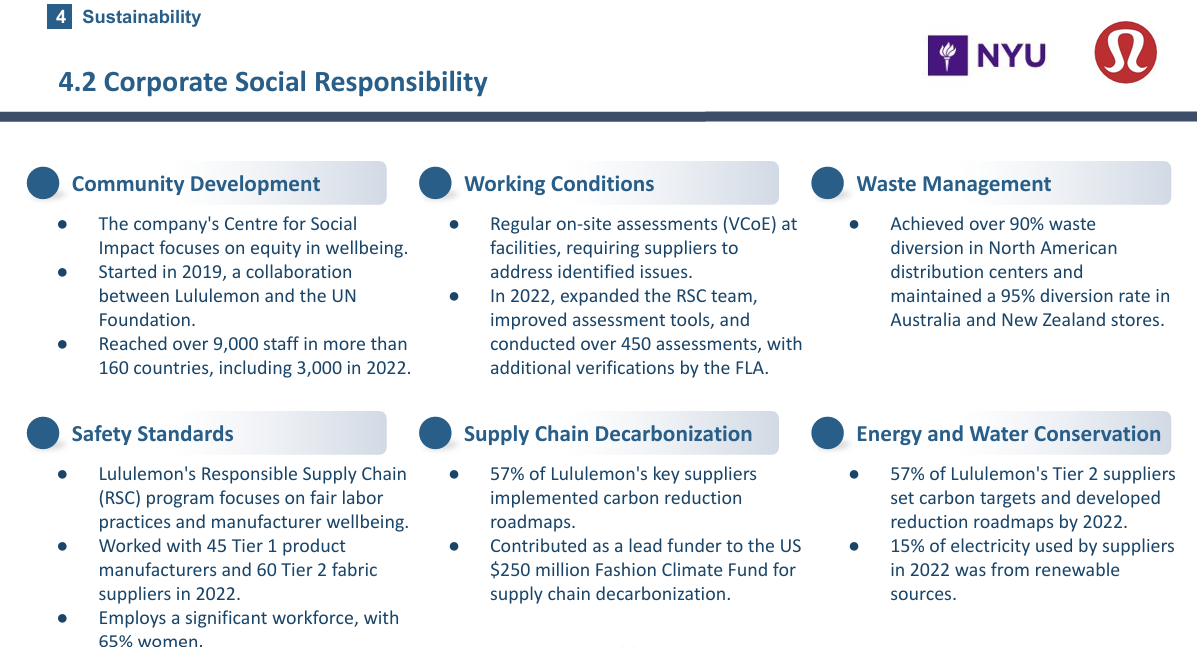 4 Sustainability
NYU
4.2 Corporate Social Responsibility
Community Development
● The company's Centre for Social
Impact focuses on equity in wellbeing.
● Started in 2019, a collaboration
between Lululemon and the UN
Foundation.
● Reached over 9,000 staff in more than
160 countries, including 3,000 in 2022.
Working Conditions
● Regular on-site assessments (VCoE) at
facilities, requiring suppliers to
address identified issues.
● In 2022, expanded the RSC team,
improved assessment tools, and
conducted over 450 assessments, with
additional verifications by the FLA.
Waste Management
● Achieved over 90% waste
diversion in North American
distribution centers and
maintained a 95% diversion rate in
Australia and New Zealand stores.
Safety Standards
● Lululemon's Responsible Supply Chain
(RSC) program focuses on fair labor
practices and manufacturer wellbeing.
● Worked with 45 Tier 1 product
manufacturers and 60 Tier 2 fabric
suppliers in 2022.
● Employs a significant workforce, with
65% women.
Supply Chain Decarbonization
● 57% of Lululemon's key suppliers
implemented carbon reduction
roadmaps.
● Contributed as a lead funder to the US
$250 million Fashion Climate Fund for
supply chain decarbonization.
Energy and Water Conservation
● 57% of Lululemon's Tier 2 suppliers
set carbon targets and developed
reduction roadmaps by 2022.
● 15% of electricity used by suppliers
in 2022 was from renewable
sources.